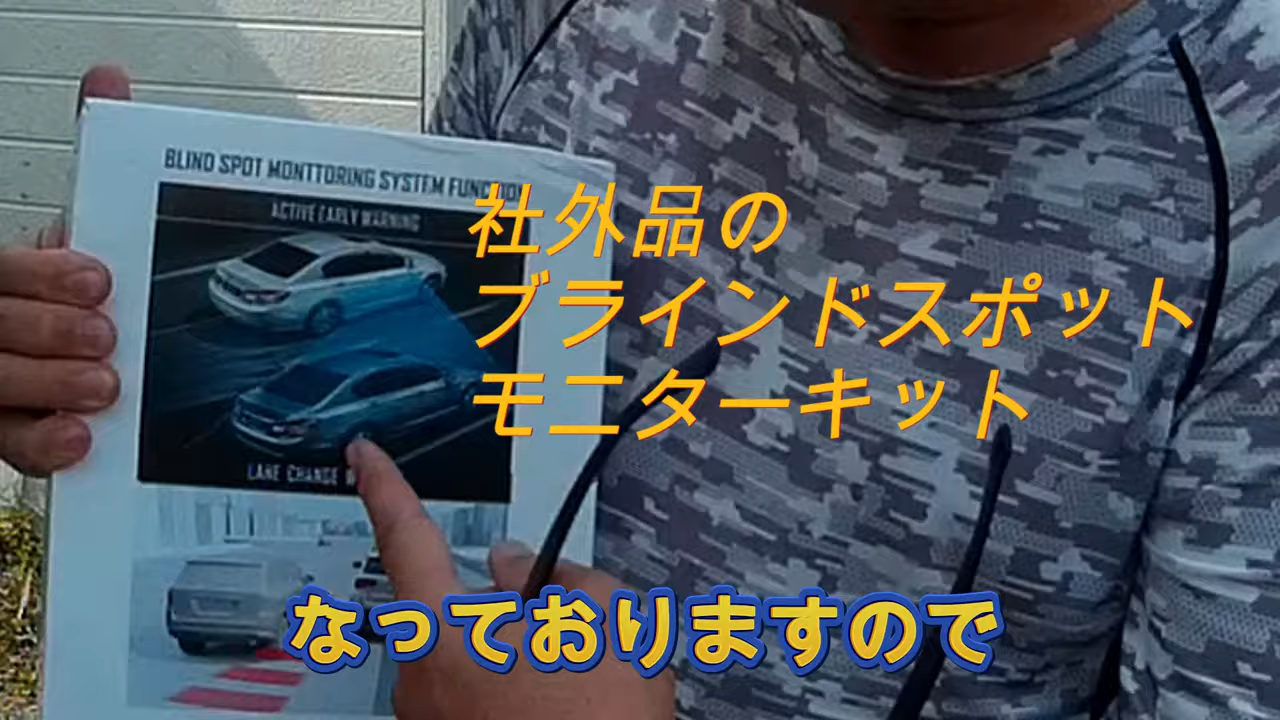 BLIND SPOT MONTTORING SYSTEM FUNCTION
ACTIVE EARLY WARNING
社外品の
ブラインドスポット
モニターキット
LANE CHANGE
なっておりますので